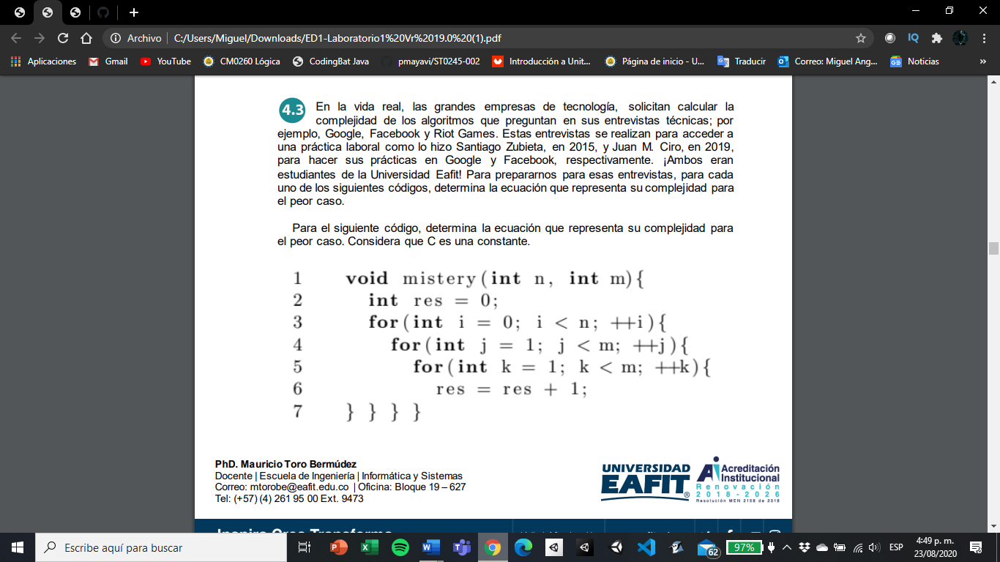 Archivo | C:/Users/Miguel/Downloads/ED1-Laboratorio1%20Vr%2019.0%20(1).pdf
Aplicaciones Gmail YouTube CM0260 Lógica CodingBat Java pmayavi/ST0245-002 Introducción a Unit... Página de inicio - U... Traducir Correo: Miguel Ang... Noticias »
4.3 En la vida real, las grandes empresas de tecnología, solicitan calcular la
complejidad de los algoritmos que preguntan en sus entrevistas técnicas; por
ejemplo, Google, Facebook y Riot Games. Estas entrevistas se realizan para acceder a
una práctica laboral como lo hizo Santiago Zubieta, en 2015, y Juan M. Ciro, en 2019,
para hacer sus prácticas en Google y Facebook, respectivamente. ¡Ambos eran
estudiantes de la Universidad Eafit! Para prepararnos para esas entrevistas, para cada
uno de los siguientes códigos, determina la ecuación que representa su complejidad para
el peor caso.
Para el siguiente código, determina la ecuación que representa su complejidad para
el peor caso. Considera que C es una constante.
1 void mistery(int n, int m){
2 int res = 0;
3 for(int i = 0; i < n; ++i){
4 for(int j = 1; j < m; ++j){
5 for(int k = 1; k < m; ++k){
6 res = res + 1;
7 } } } }
PhD. Mauricio Toro Bermúdez
Docente | Escuela de Ingeniería | Informática y Sistemas
Correo: mtorobe@eafit.edu.co | Oficina: Bloque 19 – 627
Tel: (+57) (4) 261 95 00 Ext. 9473
UNIVERSIDAD
EAFIT®
Acreditación
Institucional
Renovación
2018 - 2026
Resolución MEN 2158 de 2018
Inspira Crea Transforma
Escribe aquí para buscar
62
97%
ESP
4:49 p. m.
23/08/2020